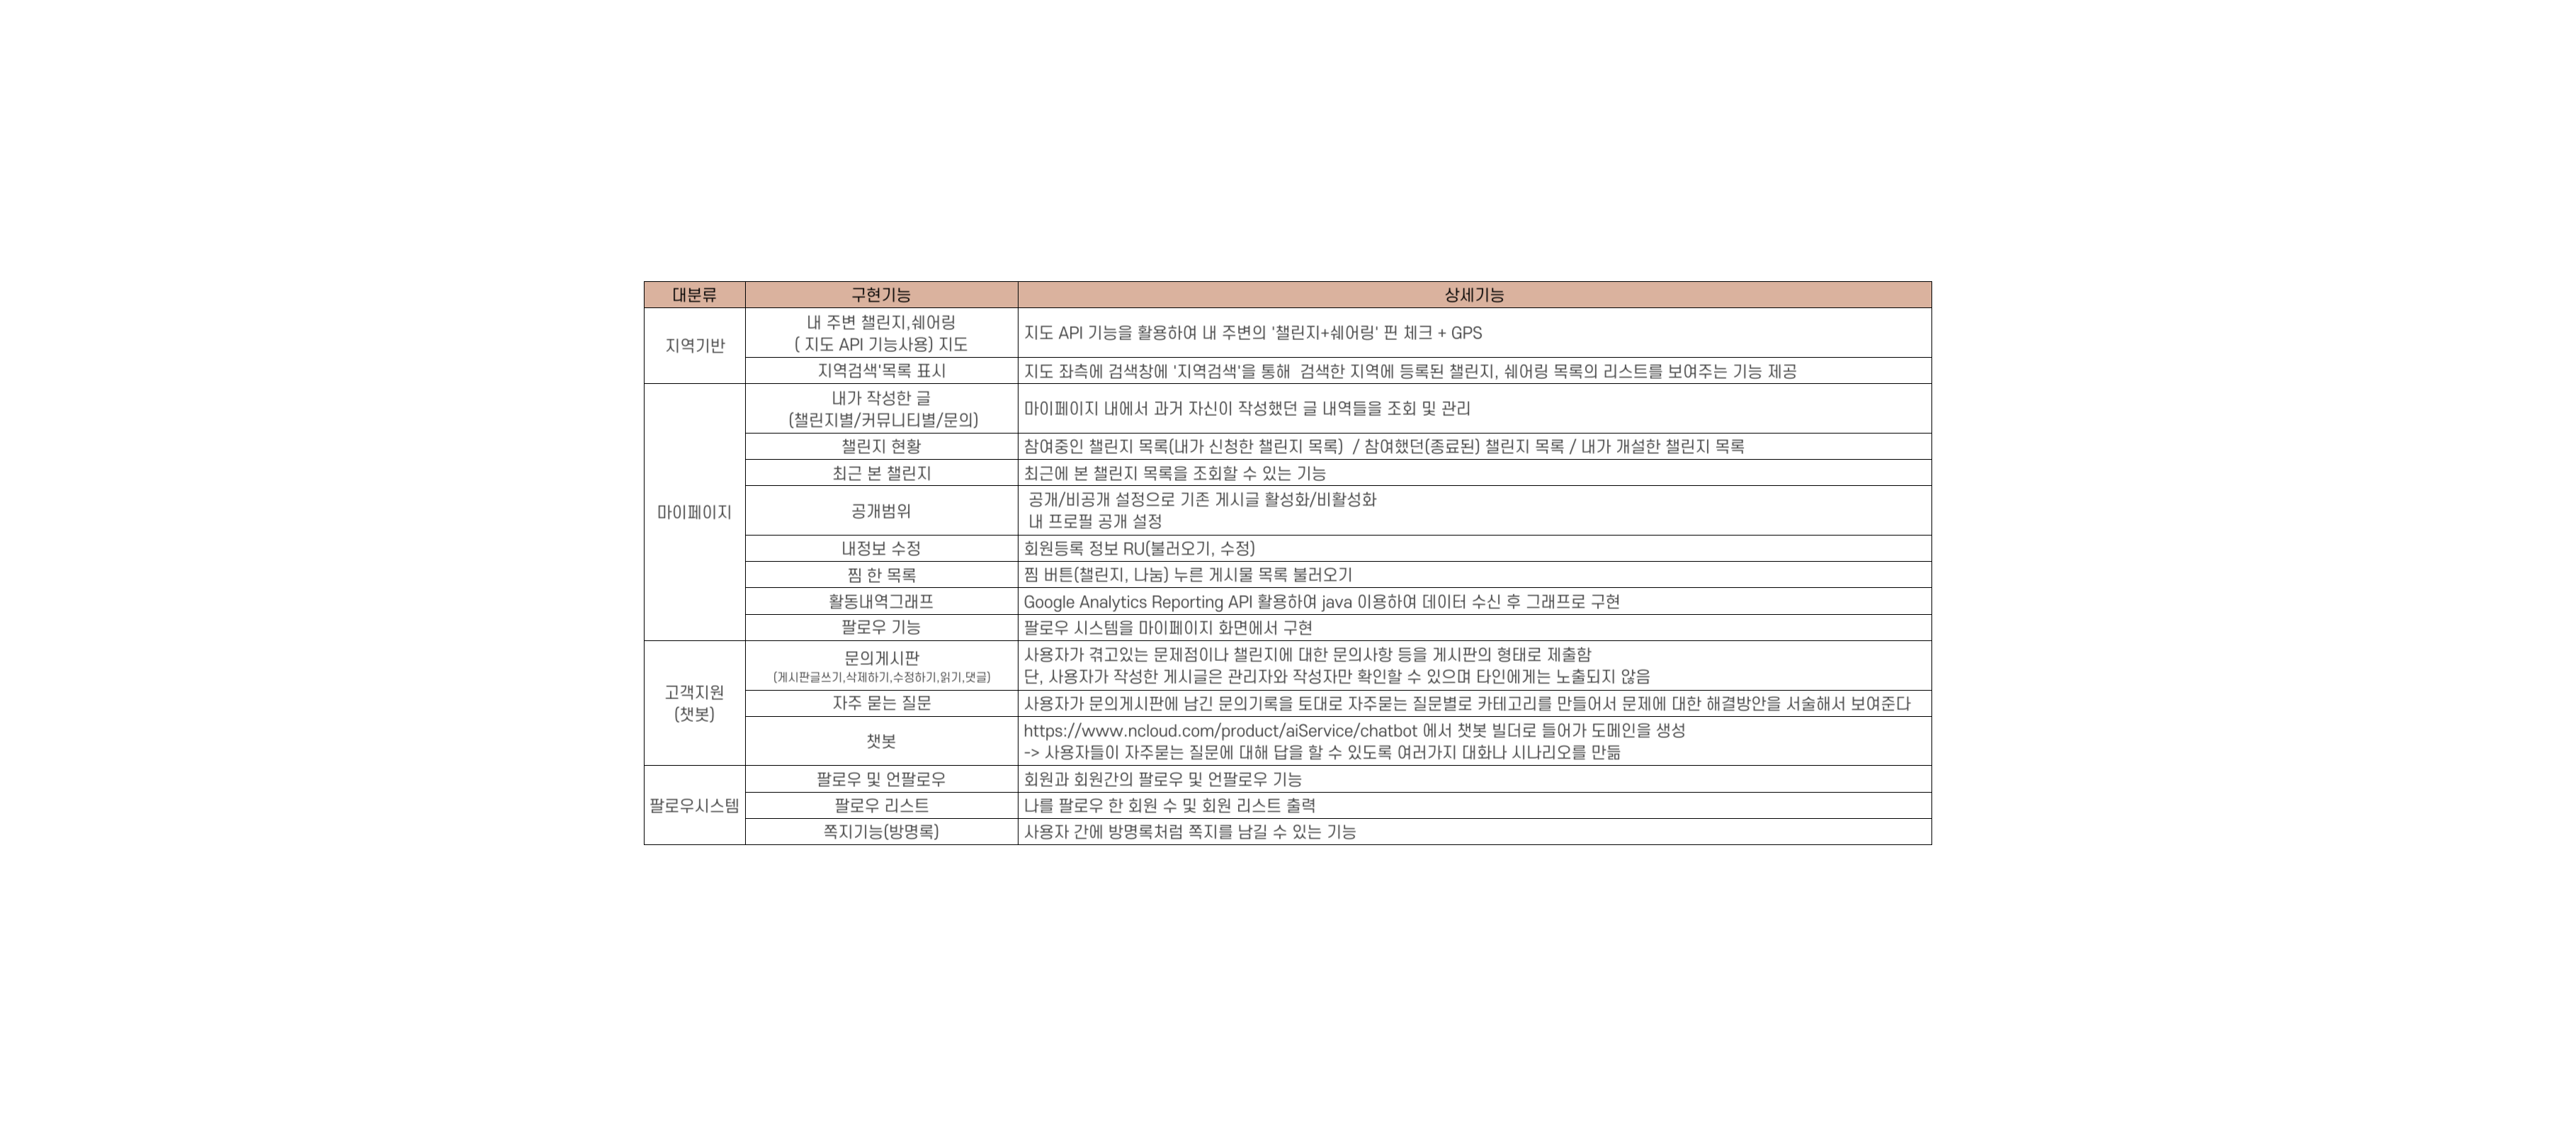 대분류 구현기능 상세기능
지역기반
내 주변 챌린지,쉐어링
( 지도 API 기능사용) 지도
지도 API 기능을 활용하여 내 주변의 '챌린지+쉐어링' 핀 체크 + GPS
지역검색'목록 표시
지도 좌측에 검색창에 '지역검색'을 통해 검색한 지역에 등록된 챌린지, 쉐어링 목록의 리스트를 보여주는 기능 제공
마이페이지
내가 작성한 글
(챌린지별/커뮤니티별/문의)
마이페이지 내에서 과거 자신이 작성했던 글 내역들을 조회 및 관리
챌린지 현황
참여중인 챌린지 목록(내가 신청한 챌린지 목록) / 참여했던(종료된) 챌린지 목록 / 내가 개설한 챌린지 목록
최근 본 챌린지
최근에 본 챌린지 목록을 조회할 수 있는 기능
공개범위
공개/비공개 설정으로 기존 게시글 활성화/비활성화
내 프로필 공개 설정
내정보 수정
회원등록 정보 RU(불러오기, 수정)
찜 한 목록
찜 버튼(챌린지, 나눔) 누른 게시물 목록 불러오기
활동내역그래프
Google Analytics Reporting API 활용하여 java 이용하여 데이터 수신 후 그래프로 구현
팔로우 기능
팔로우 시스템을 마이페이지 화면에서 구현
고객지원
(챗봇)
문의게시판
(게시판글쓰기,삭제하기,수정하기,읽기,댓글)
사용자가 겪고있는 문제점이나 챌린지에 대한 문의사항 등을 게시판의 형태로 제출함
단, 사용자가 작성한 게시글은 관리자와 작성자만 확인할 수 있으며 타인에게는 노출되지 않음
자주 묻는 질문
사용자가 문의게시판에 남긴 문의기록을 토대로 자주묻는 질문별로 카테고리를 만들어서 문제에 대한 해결방안을 서술해서 보여준다
챗봇
https://www.ncloud.com/product/aiService/chatbot 에서 챗봇 빌더로 들어가 도메인을 생성
-> 사용자들이 자주묻는 질문에 대해 답을 할 수 있도록 여러가지 대화나 시나리오를 만듦
팔로우시스템
팔로우 및 언팔로우
회원과 회원간의 팔로우 및 언팔로우 기능
팔로우 리스트
나를 팔로우 한 회원 수 및 회원 리스트 출력
쪽지기능(방명록)
사용자 간에 방명록처럼 쪽지를 남길 수 있는 기능